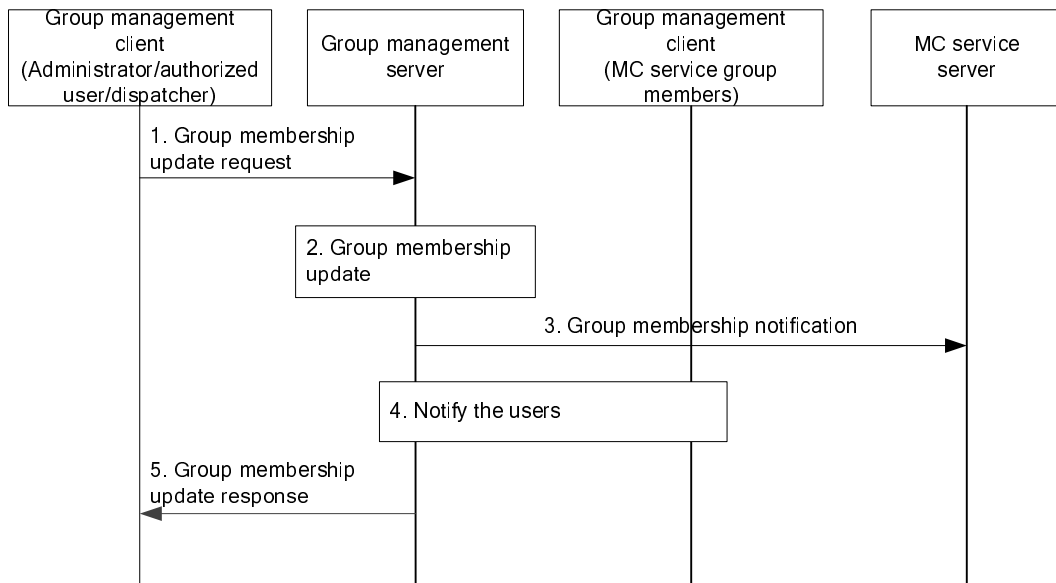 Group management
client
(Administrator/authorized
user/dispatcher)
Group management
server
Group management
client
(MC service group
members)
MC service
server
1. Group membership
update request
2. Group membership
update
3. Group membership notification
4. Notify the users
5. Group membership
update response